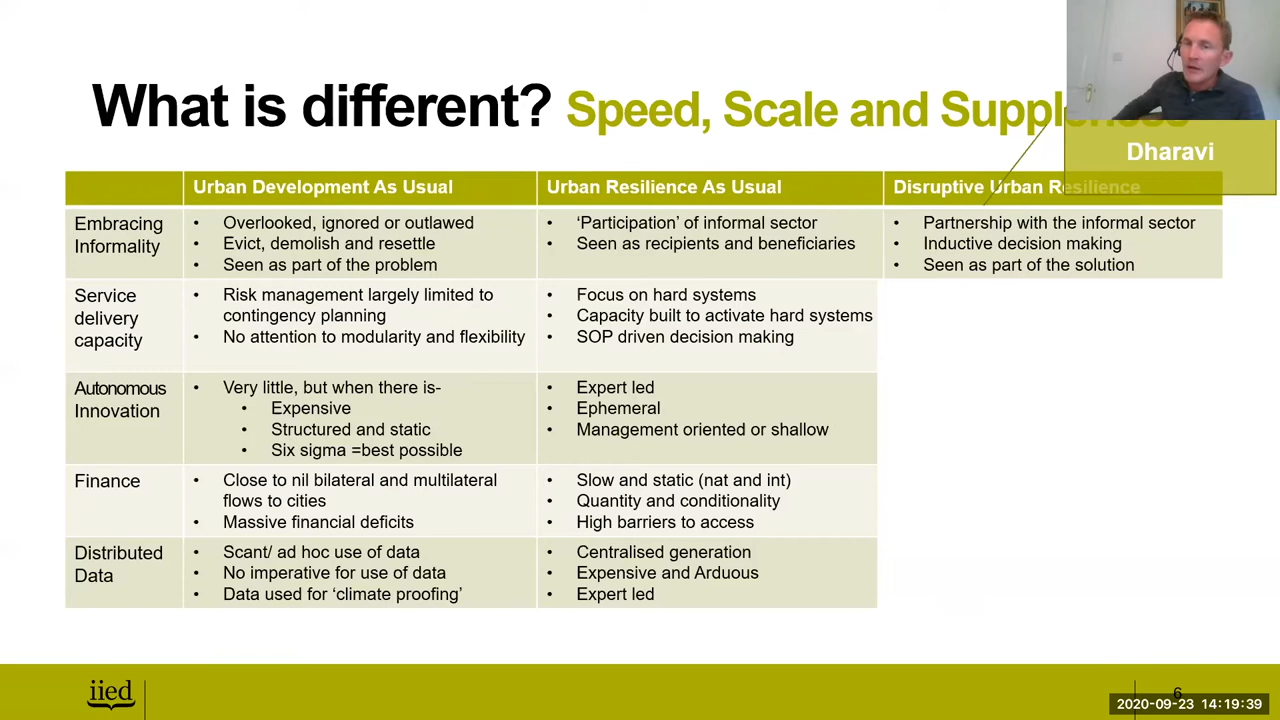 What is different? Speed, Scale and
Dharavi
Urban Development As Usual
Urban Resilience As Usual
Disruptive Urban Resilience
Embracing
Informality
• Overlooked, ignored or outlawed
• Evict, demolish and resettle
• Seen as part of the problem
• ‘Participation’ of informal sector
• Seen as recipients and beneficiaries
• Partnership with the informal sector
• Inductive decision making
• Seen as part of the solution
Service
delivery
capacity
• Risk management largely limited to
contingency planning
• No attention to modularity and flexibility
• Focus on hard systems
• Capacity built to activate hard systems
• SOP driven decision making
Autonomous
Innovation
• Very little, but when there is-
• Expensive
• Structured and static
• Six sigma =best possible
• Expert led
• Ephemeral
• Management oriented or shallow
Finance
• Close to nil bilateral and multilateral
flows to cities
• Massive financial deficits
• Slow and static (nat and int)
• Quantity and conditionality
• High barriers to access
Distributed
Data
• Scant/ ad hoc use of data
• No imperative for use of data
• Data used for ‘climate proofing’
• Centralised generation
• Expensive and Arduous
• Expert led
iied
6
2020-09-23 14:19:39